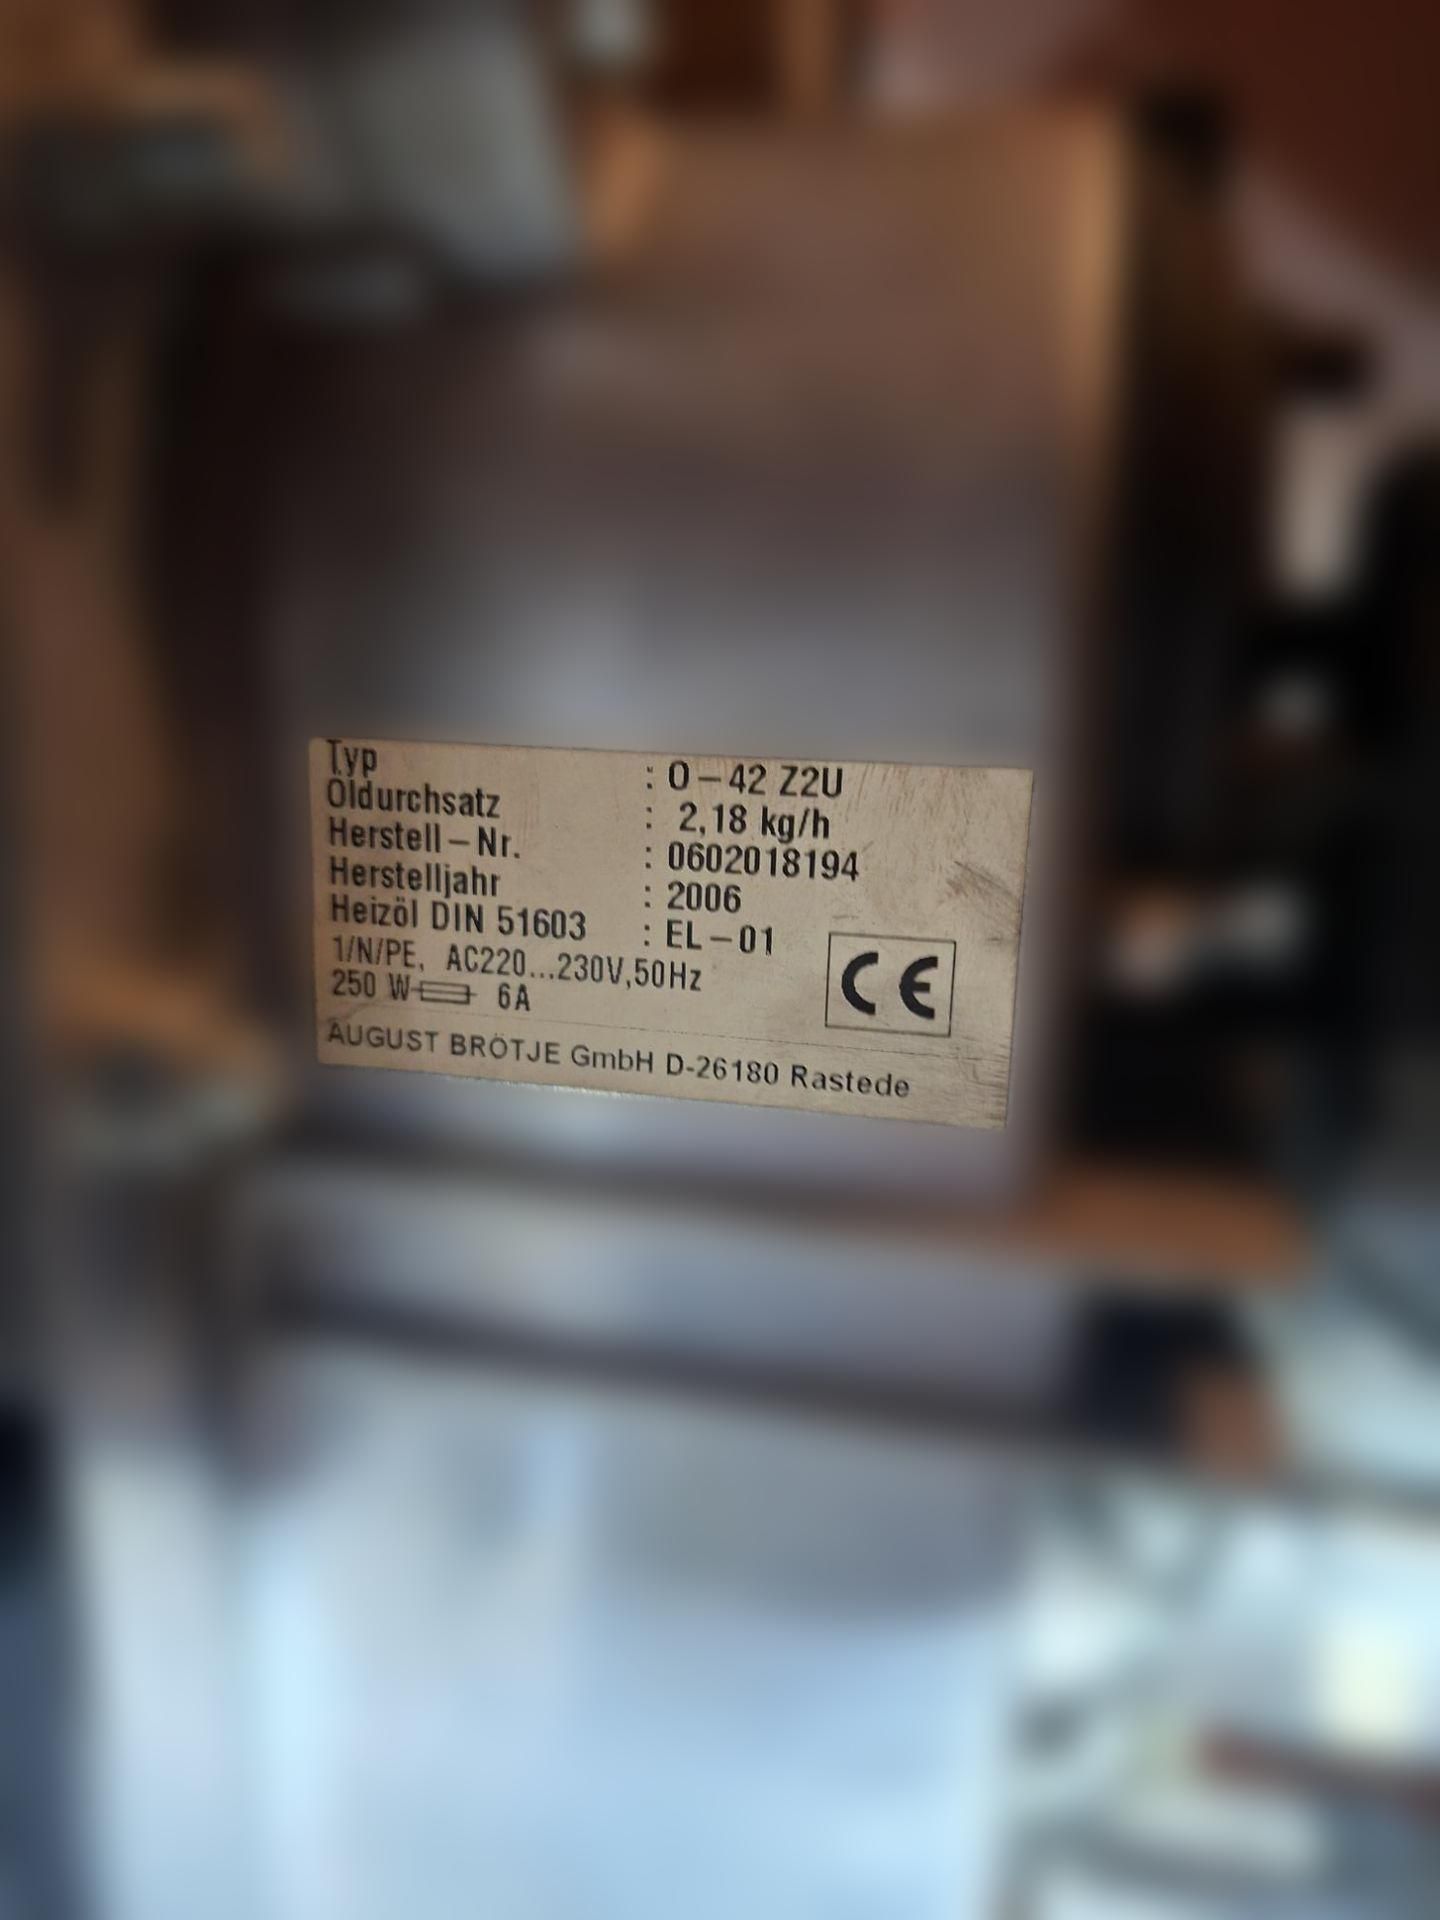 Typ : O-42 Z2U
Öldurchsatz : 2,18 kg/h
Herstell-Nr. : 0602018194
Herstelljahr : 2006
Heizöl DIN 51603 : EL-01
1/N/PE, AC220...230V,50Hz
250 W 6A
CE
AUGUST BRÖTJE GmbH D-26180 Rastede